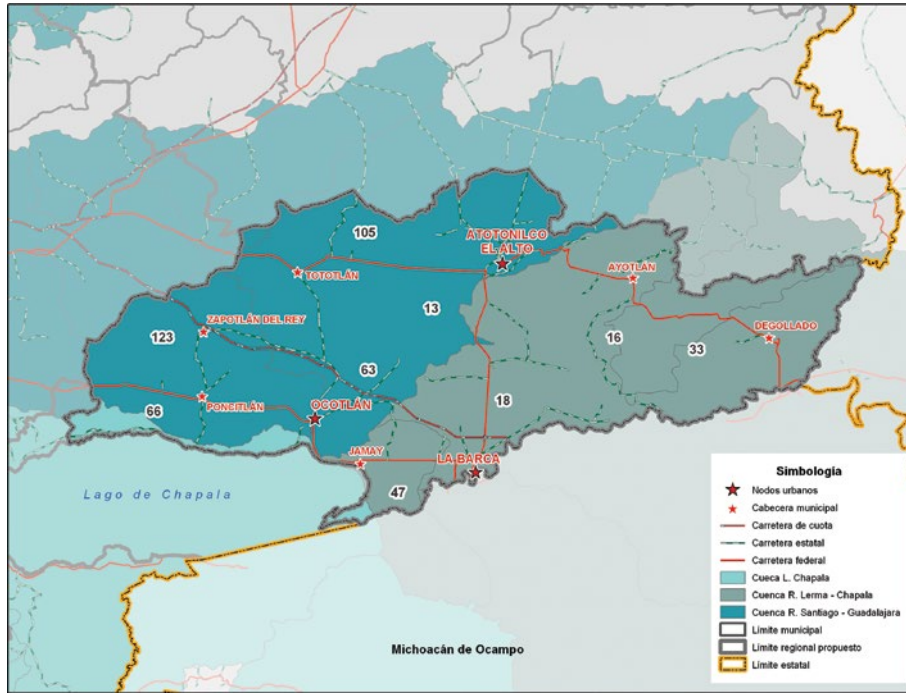 105
ATOTONILCO
EL ALTO
TOTOTLÁN
AYOTLÁN
13
ZAPOTLÁN DEL REY
123
16
DEGOLLADO
33
63
PONCITLÁN
18
66
OCOTLÁN
JAMAY
LA BARCA
47
Lago de Chapala
Michoacán de Ocampo
Simbología
Nodos urbanos
Cabecera municipal
Carretera de cuota
Carretera estatal
Carretera federal
Cueca L. Chapala
Cuenca R. Lerma - Chapala
Cuenca R. Santiago - Guadalajara
Límite municipal
Límite regional propuesto
Límite estatal